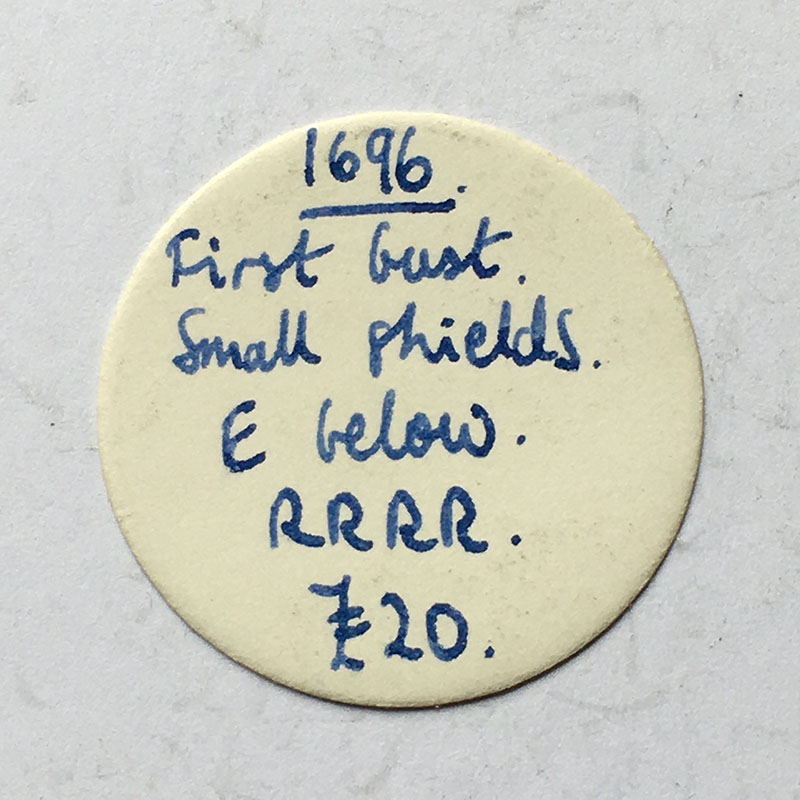 1696.
First bust.
Small shields.
E below.
RRRR.
£20.